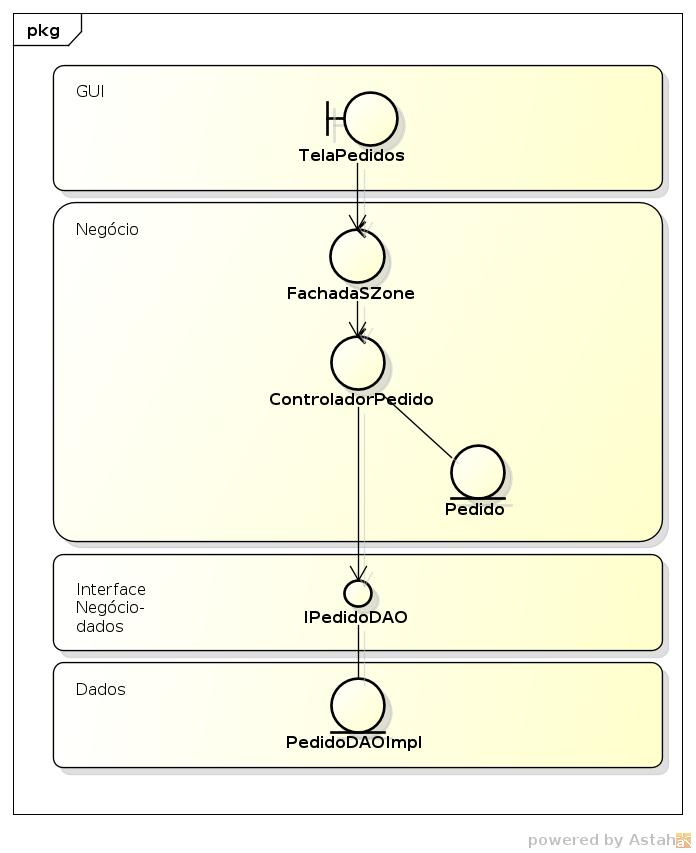 pkg
GUI
TelaPedidos
Negócio
FachadaSZone
ControladorPedido
Pedido
Interface
Negócio-
dados
IPedidoDAO
Dados
PedidoDAOImpl
powered by Astah